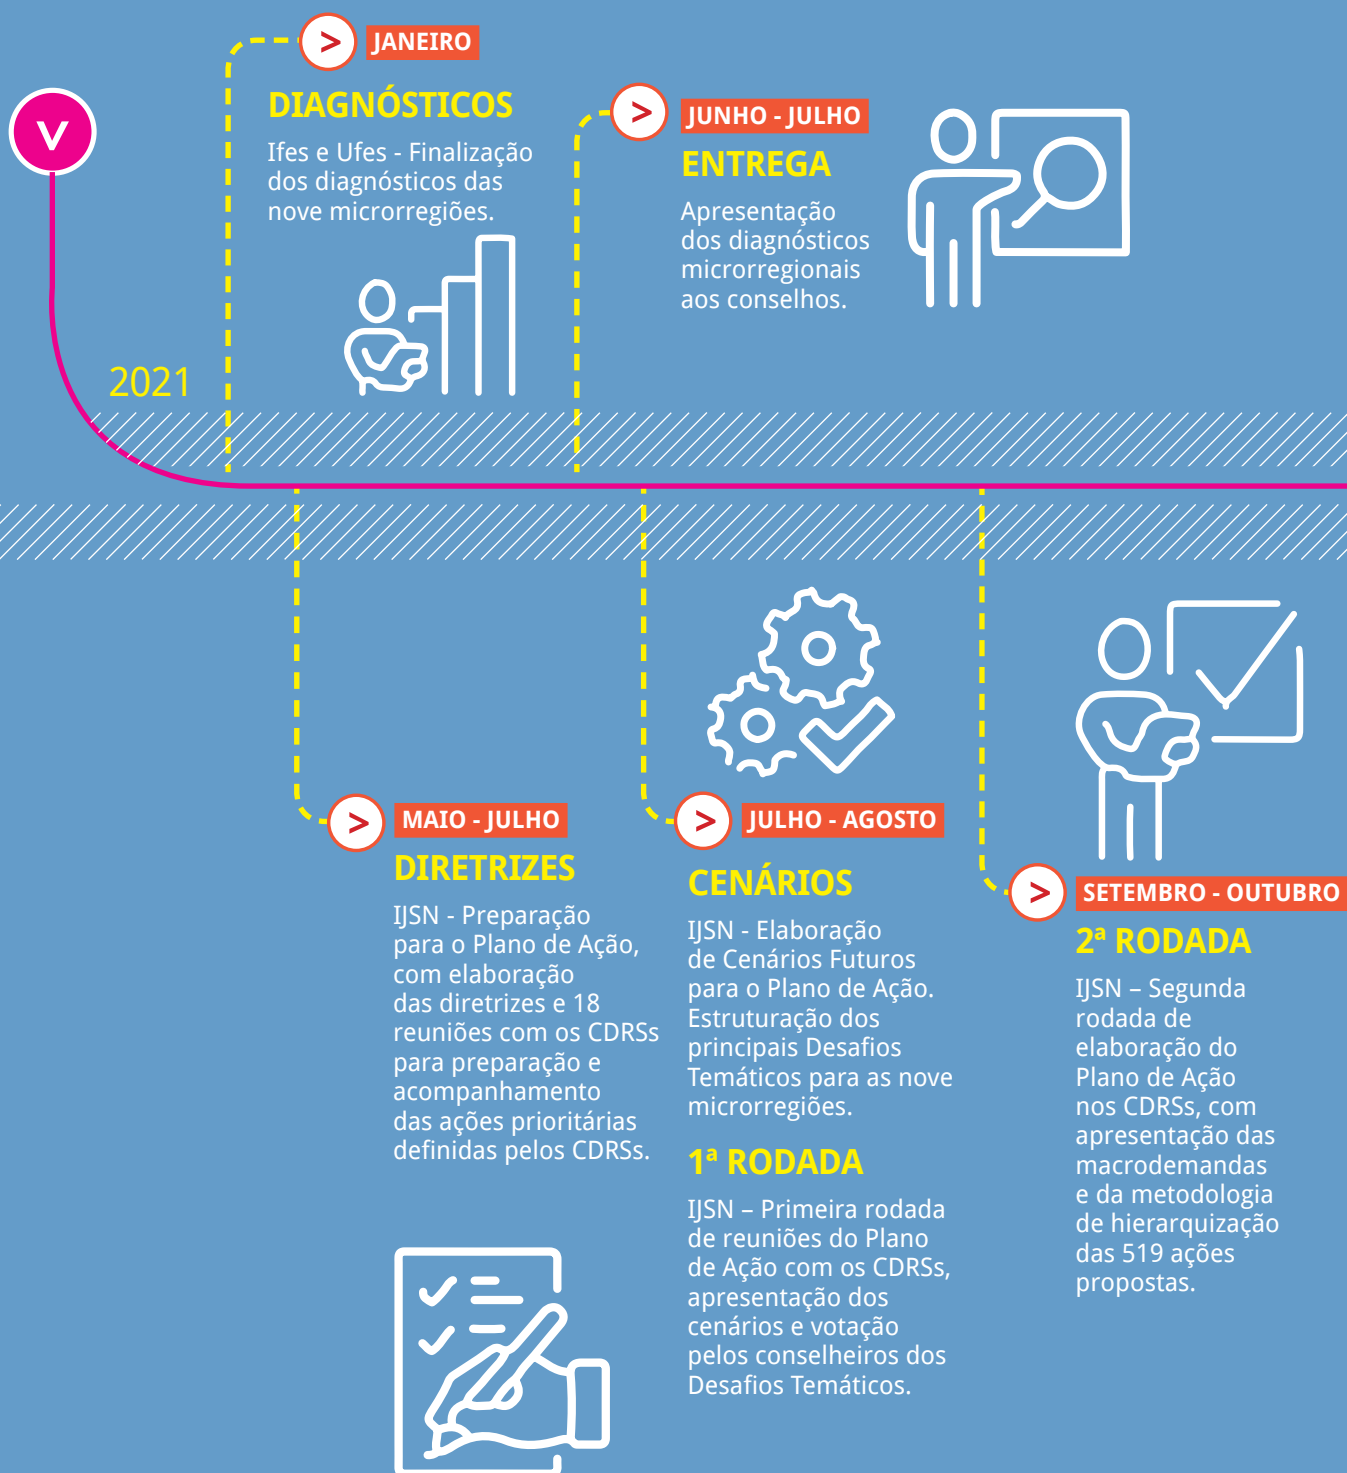 JANEIRO
DIAGNÓSTICOS
Ifes e Ufes - Finalização
dos diagnósticos das
nove microrregiões.
JUNHO - JULHO
ENTREGA
Apresentação
dos diagnósticos
microrregionais
aos conselhos.
2021
MAIO - JULHO
DIRETRIZES
IJSN - Preparação
para o Plano de Ação,
com elaboração
das diretrizes e 18
reuniões com os CDRSs
para preparação e
acompanhamento
das ações prioritárias
definidas pelos CDRSs.
JULHO - AGOSTO
CENÁRIOS
IJSN - Elaboração
de Cenários Futuros
para o Plano de Ação.
Estruturação dos
principais Desafios
Temáticos para as nove
microrregiões.
1ª RODADA
IJSN – Primeira rodada
de reuniões do Plano
de Ação com os CDRSs,
apresentação dos
cenários e votação
pelos conselheiros dos
Desafios Temáticos.
SETEMBRO - OUTUBRO
2ª RODADA
IJSN – Segunda
rodada de
elaboração do
Plano de Ação
nos CDRSs, com
apresentação das
macrodemandas
e da metodologia
de hierarquização
das 519 ações
propostas.